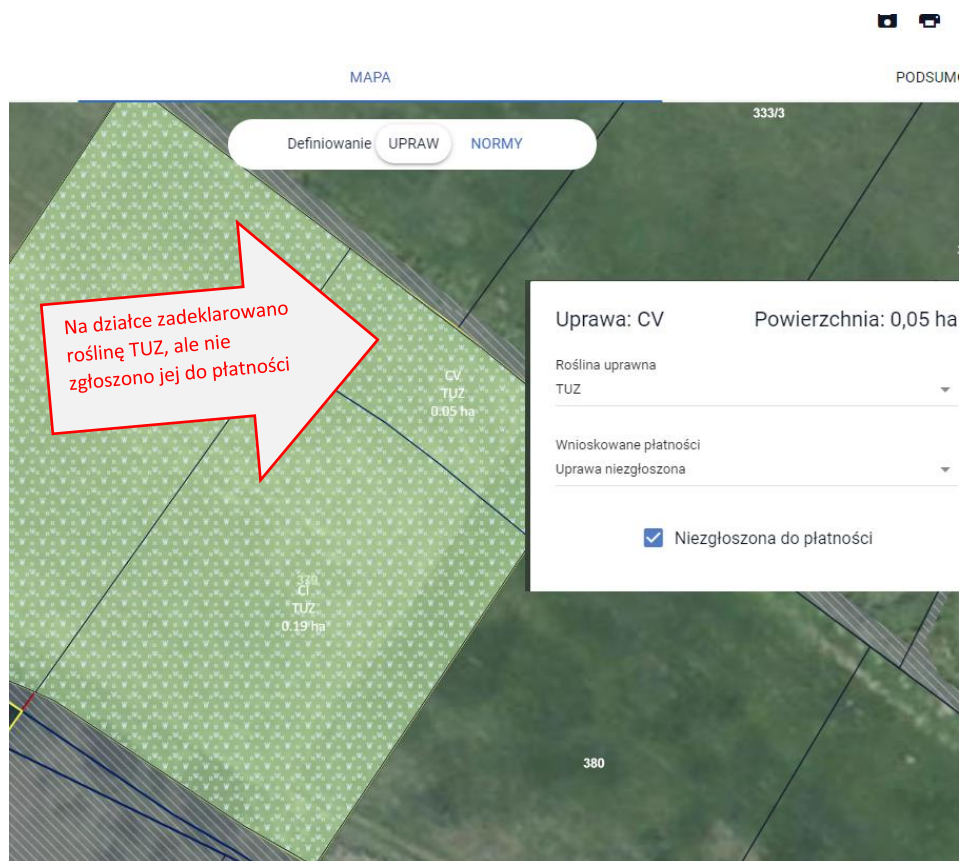 MAPA
PODSUM
333/3
Definiowanie UPRAW NORMY
Uprawa: CV Powierzchnia: 0,05 ha
Na działce zadeklarowano
roślinę TUZ, ale nie
zgłoszono jej do płatności
Roślina uprawna
TUZ
CV
TUZ
0.05 ha
Wnioskowane płatności
Uprawa niezgłoszona
Niezgłoszona do płatności
CI
TUZ
0.19 ha
380